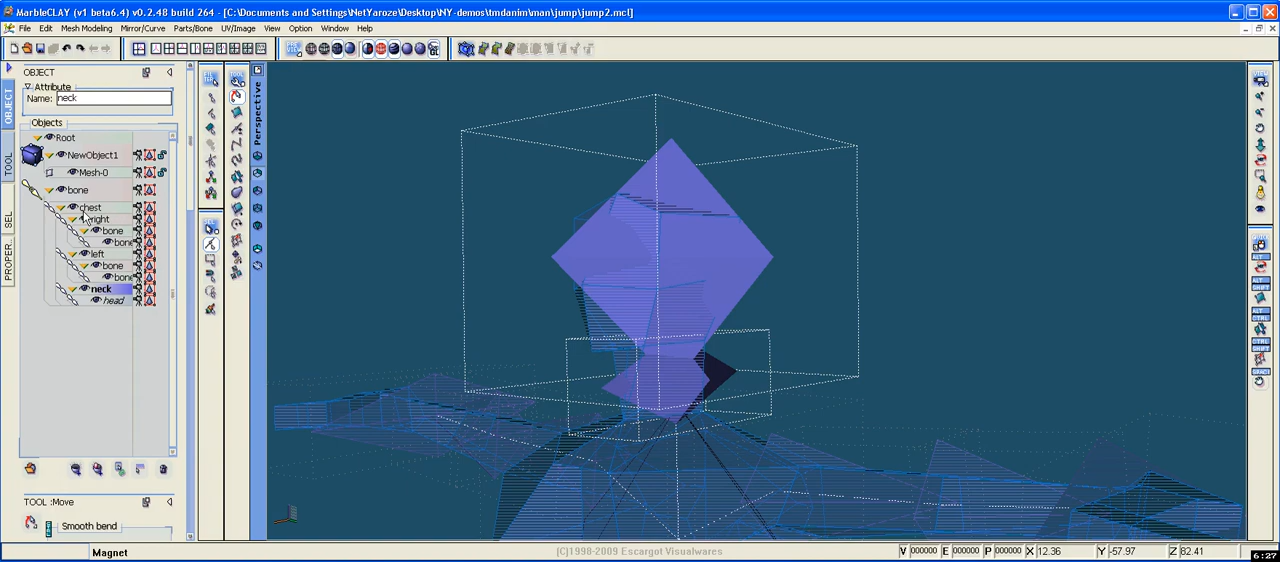 MarbleCLAY (v1 beta6.4) v0.2.48 build 264 - [C:\Documents and Settings\NetYaroze\Desktop\NY-demos\tmdanim\man\jump\jump2.mcl]
File Edit Mesh Modeling Mirror/Curve Parts/Bone UV/Image View Option Window Help
OBJECT
Attribute
Name: neck
Objects
Root
NewObject1
Mesh-0
bone
chest
right
bone
bone
left
bone
bone
neck
head
TOOL :Move
Smooth bend
OBJECT
TOOL
SEL
PROPER..
Perspective
Magnet
(C)1998-2009 Escargot Visualwares
V 000000 E 000000 P 000000 X 12.36 Y -57.97 Z 82.41
6:27